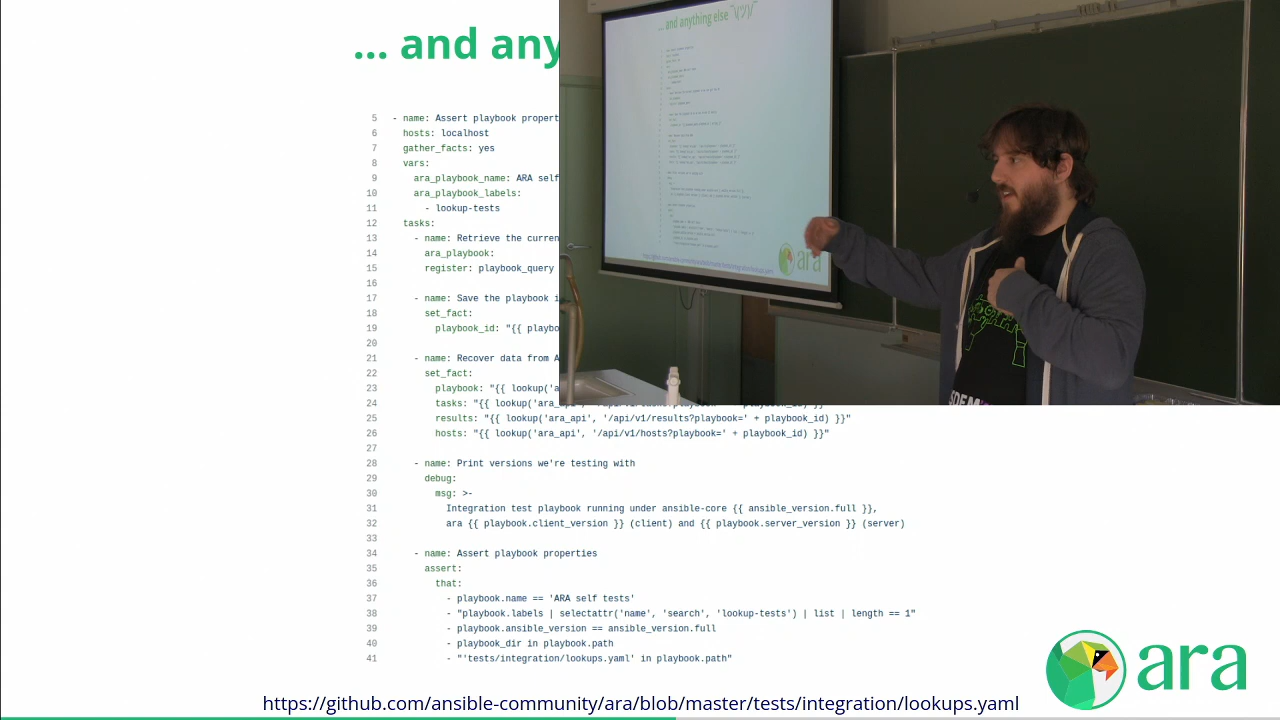 ... and any
... and anything else ¯\_(ツ)_/¯
5 - name: Assert playbook propert
6 hosts: localhost
7 gather_facts: yes
8 vars:
9 ara_playbook_name: ARA self
10 ara_playbook_labels:
11 - lookup-tests
12 tasks:
13 - name: Retrieve the curren
14 ara_playbook:
15 register: playbook_query
16
17 - name: Save the playbook i
18 set_fact:
19 playbook_id: "{{ playbo
20
21 - name: Recover data from A
22 set_fact:
23 playbook: "{{ lookup('a
24 tasks: "{{ lookup('ara_
25 results: "{{ lookup('ara_api', '/api/v1/results?playbook=' + playbook_id) }}"
26 hosts: "{{ lookup('ara_api', '/api/v1/hosts?playbook=' + playbook_id) }}"
27
28 - name: Print versions we're testing with
29 debug:
30 msg: >-
31 Integration test playbook running under ansible-core {{ ansible_version.full }},
32 ara {{ playbook.client_version }} (client) and {{ playbook.server_version }} (server)
33
34 - name: Assert playbook properties
35 assert:
36 that:
37 - playbook.name == 'ARA self tests'
38 - "playbook.labels | selectattr('name', 'search', 'lookup-tests') | list | length == 1"
39 - playbook.ansible_version == ansible_version.full
40 - playbook_dir in playbook.path
41 - "'tests/integration/lookups.yaml' in playbook.path"
ara
ara
https://github.com/ansible-community/ara/blob/master/tests/integration/lookups.yaml